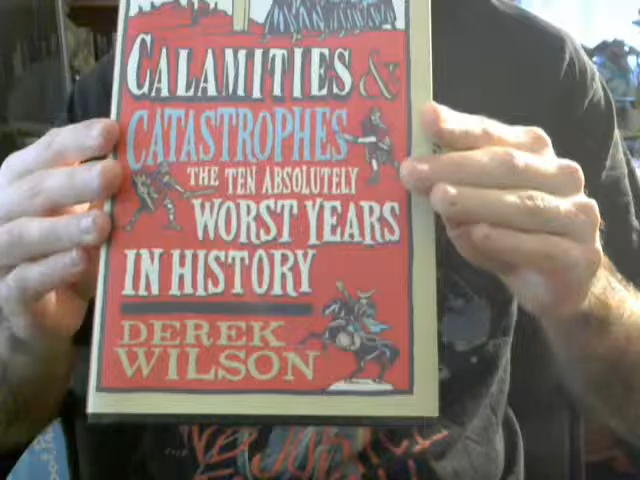 CALAMITIES &
CATASTROPHES
THE TEN ABSOLUTELY
WORST YEARS
IN HISTORY
DEREK
WILSON